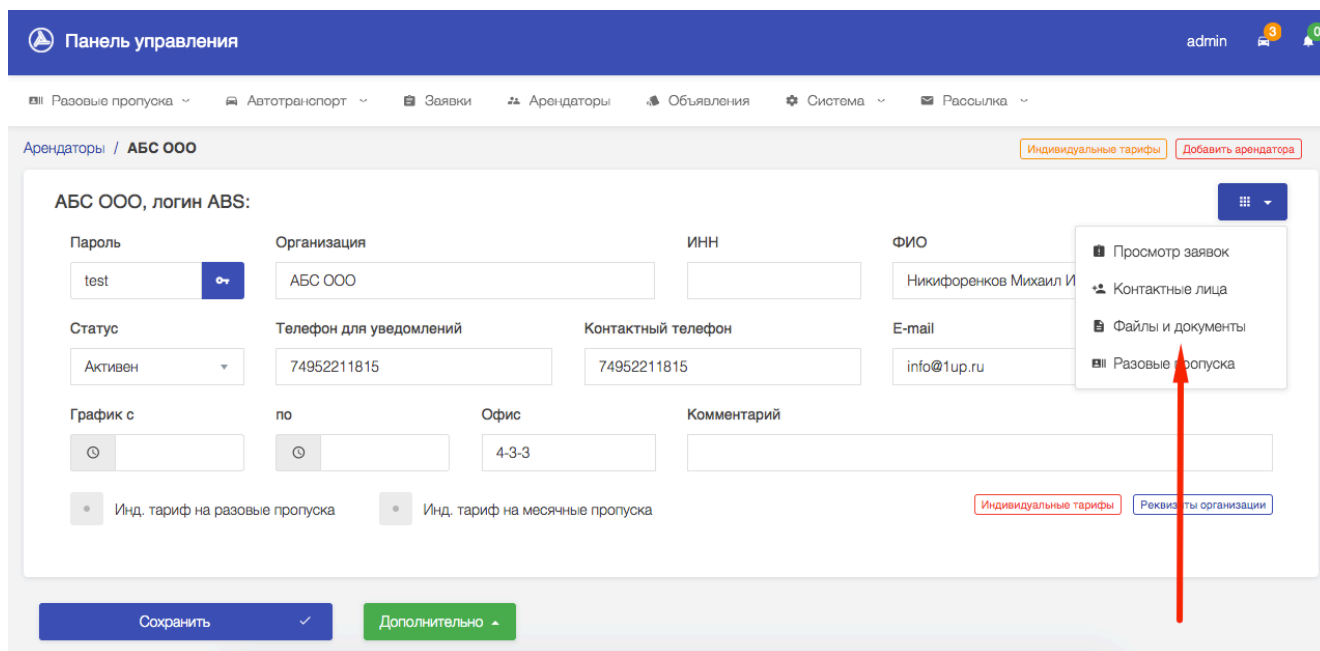 Панель управления
admin
3
0
Разовые пропуска
Автотранспорт
Заявки
Арендаторы
Объявления
Система
Рассылка
Арендаторы / АБС ООО
Индивидуальные тарифы
Добавить арендатора
АБС ООО, логин ABS:
Пароль
Организация
ИНН
ФИО
test
АБС ООО
Никифоренков Михаил И
Просмотр заявок
Контактные лица
Файлы и документы
Разовые пропуска
Статус
Телефон для уведомлений
Контактный телефон
E-mail
Активен
74952211815
74952211815
info@1up.ru
График с
по
Офис
Комментарий
4-3-3
Инд. тариф на разовые пропуска
Инд. тариф на месячные пропуска
Индивидуальные тарифы
Реквизиты организации
Сохранить
Дополнительно